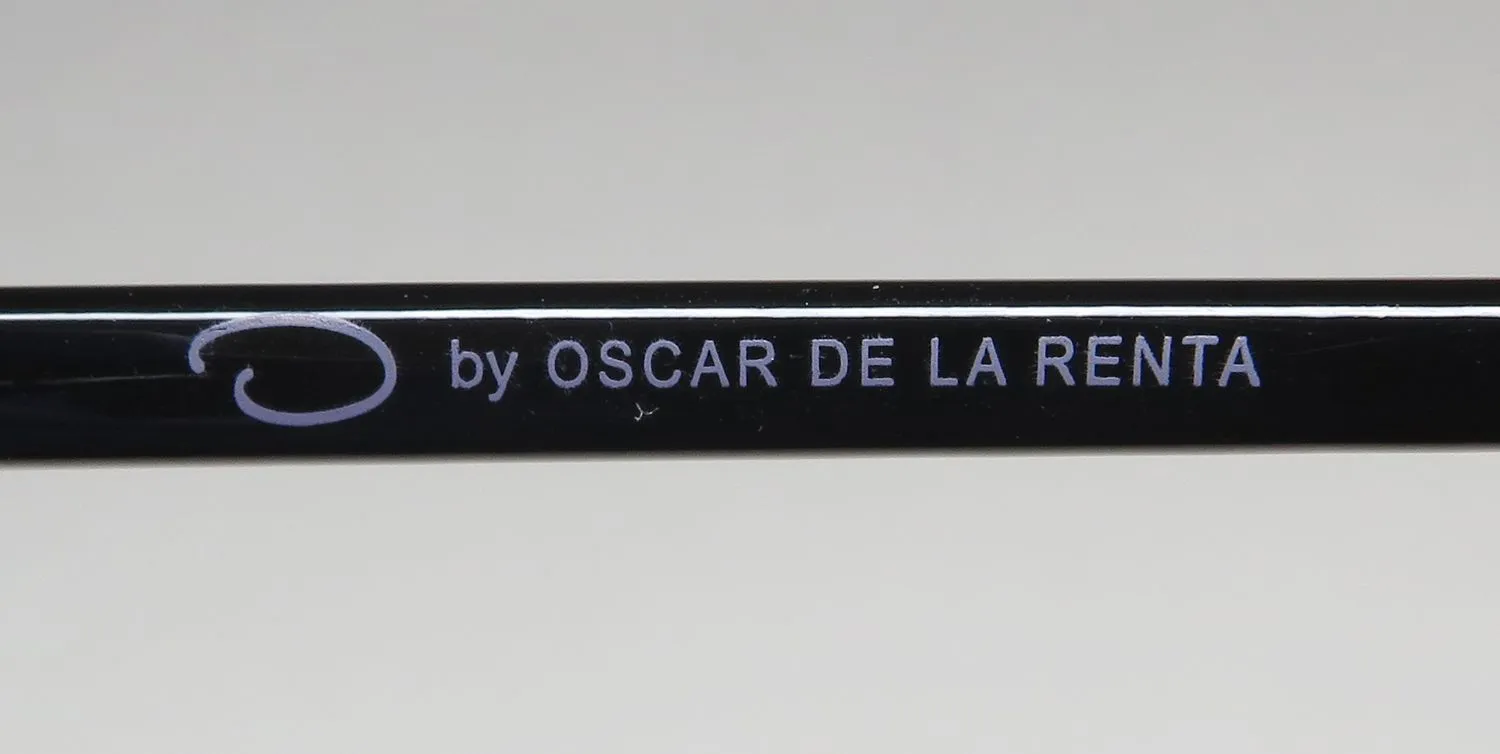 O by OSCAR DE LA RENTA